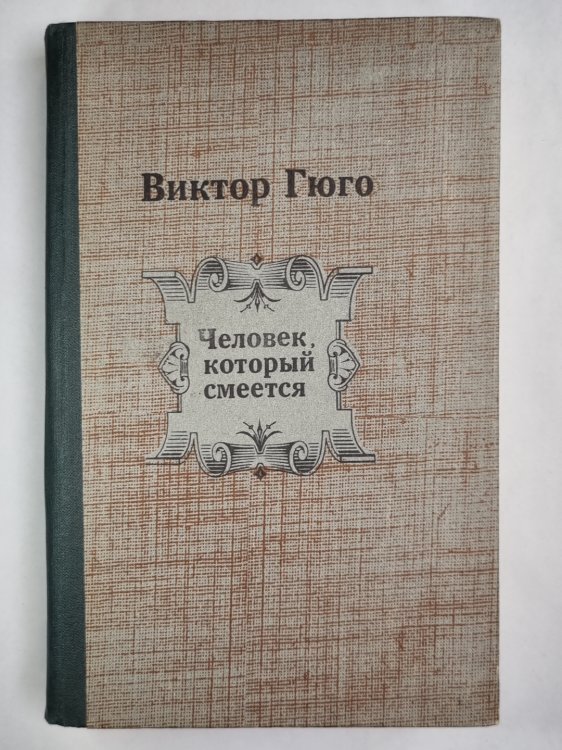 Виктор Гюго
Человек,
который
смеется